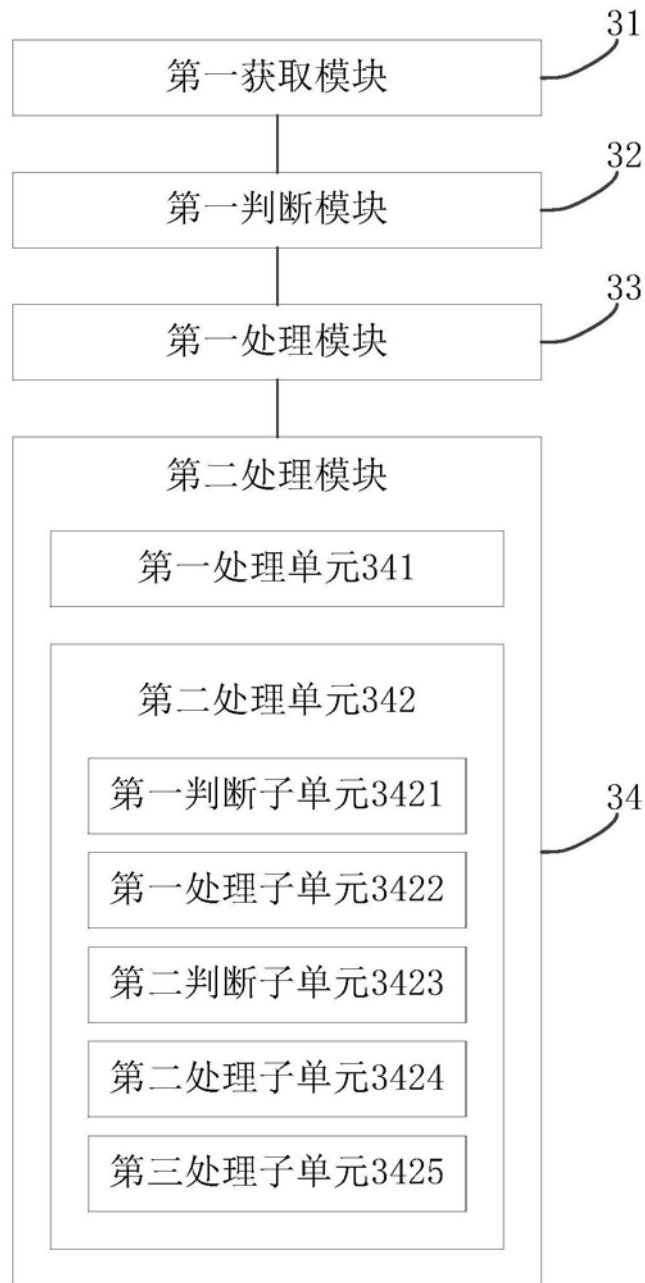 31
第一获取模块
32
第一判断模块
33
第一处理模块
第二处理模块
第一处理单元341
第二处理单元342
第一判断子单元3421
34
第一处理子单元3422
第二判断子单元3423
第二处理子单元3424
第三处理子单元3425